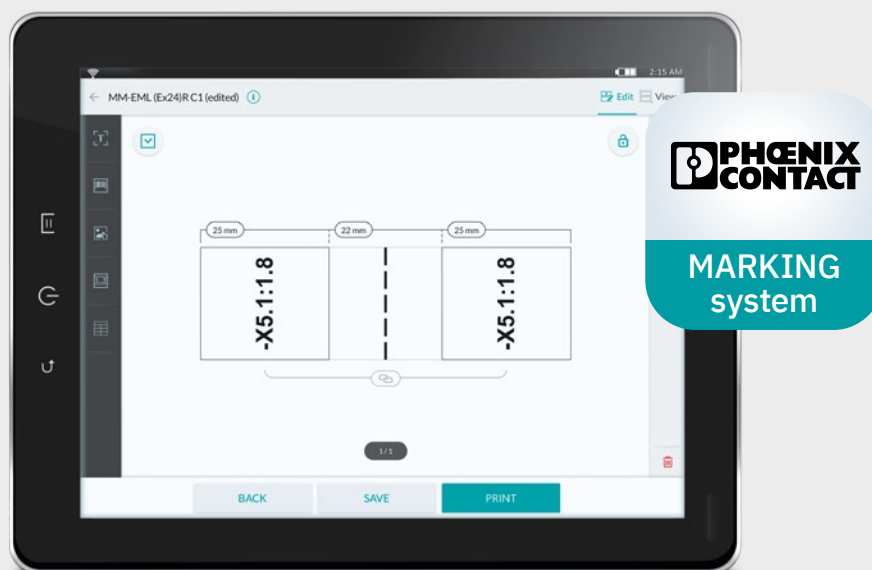 2:15 AM
MM-EML (Ex24)R C1 (edited)
Edit
View
PHŒNIX
CONTACT
MARKING
system
25 mm
22 mm
25 mm
-X5.1:1.8
-X5.1:1.8
1/1
BACK
SAVE
PRINT